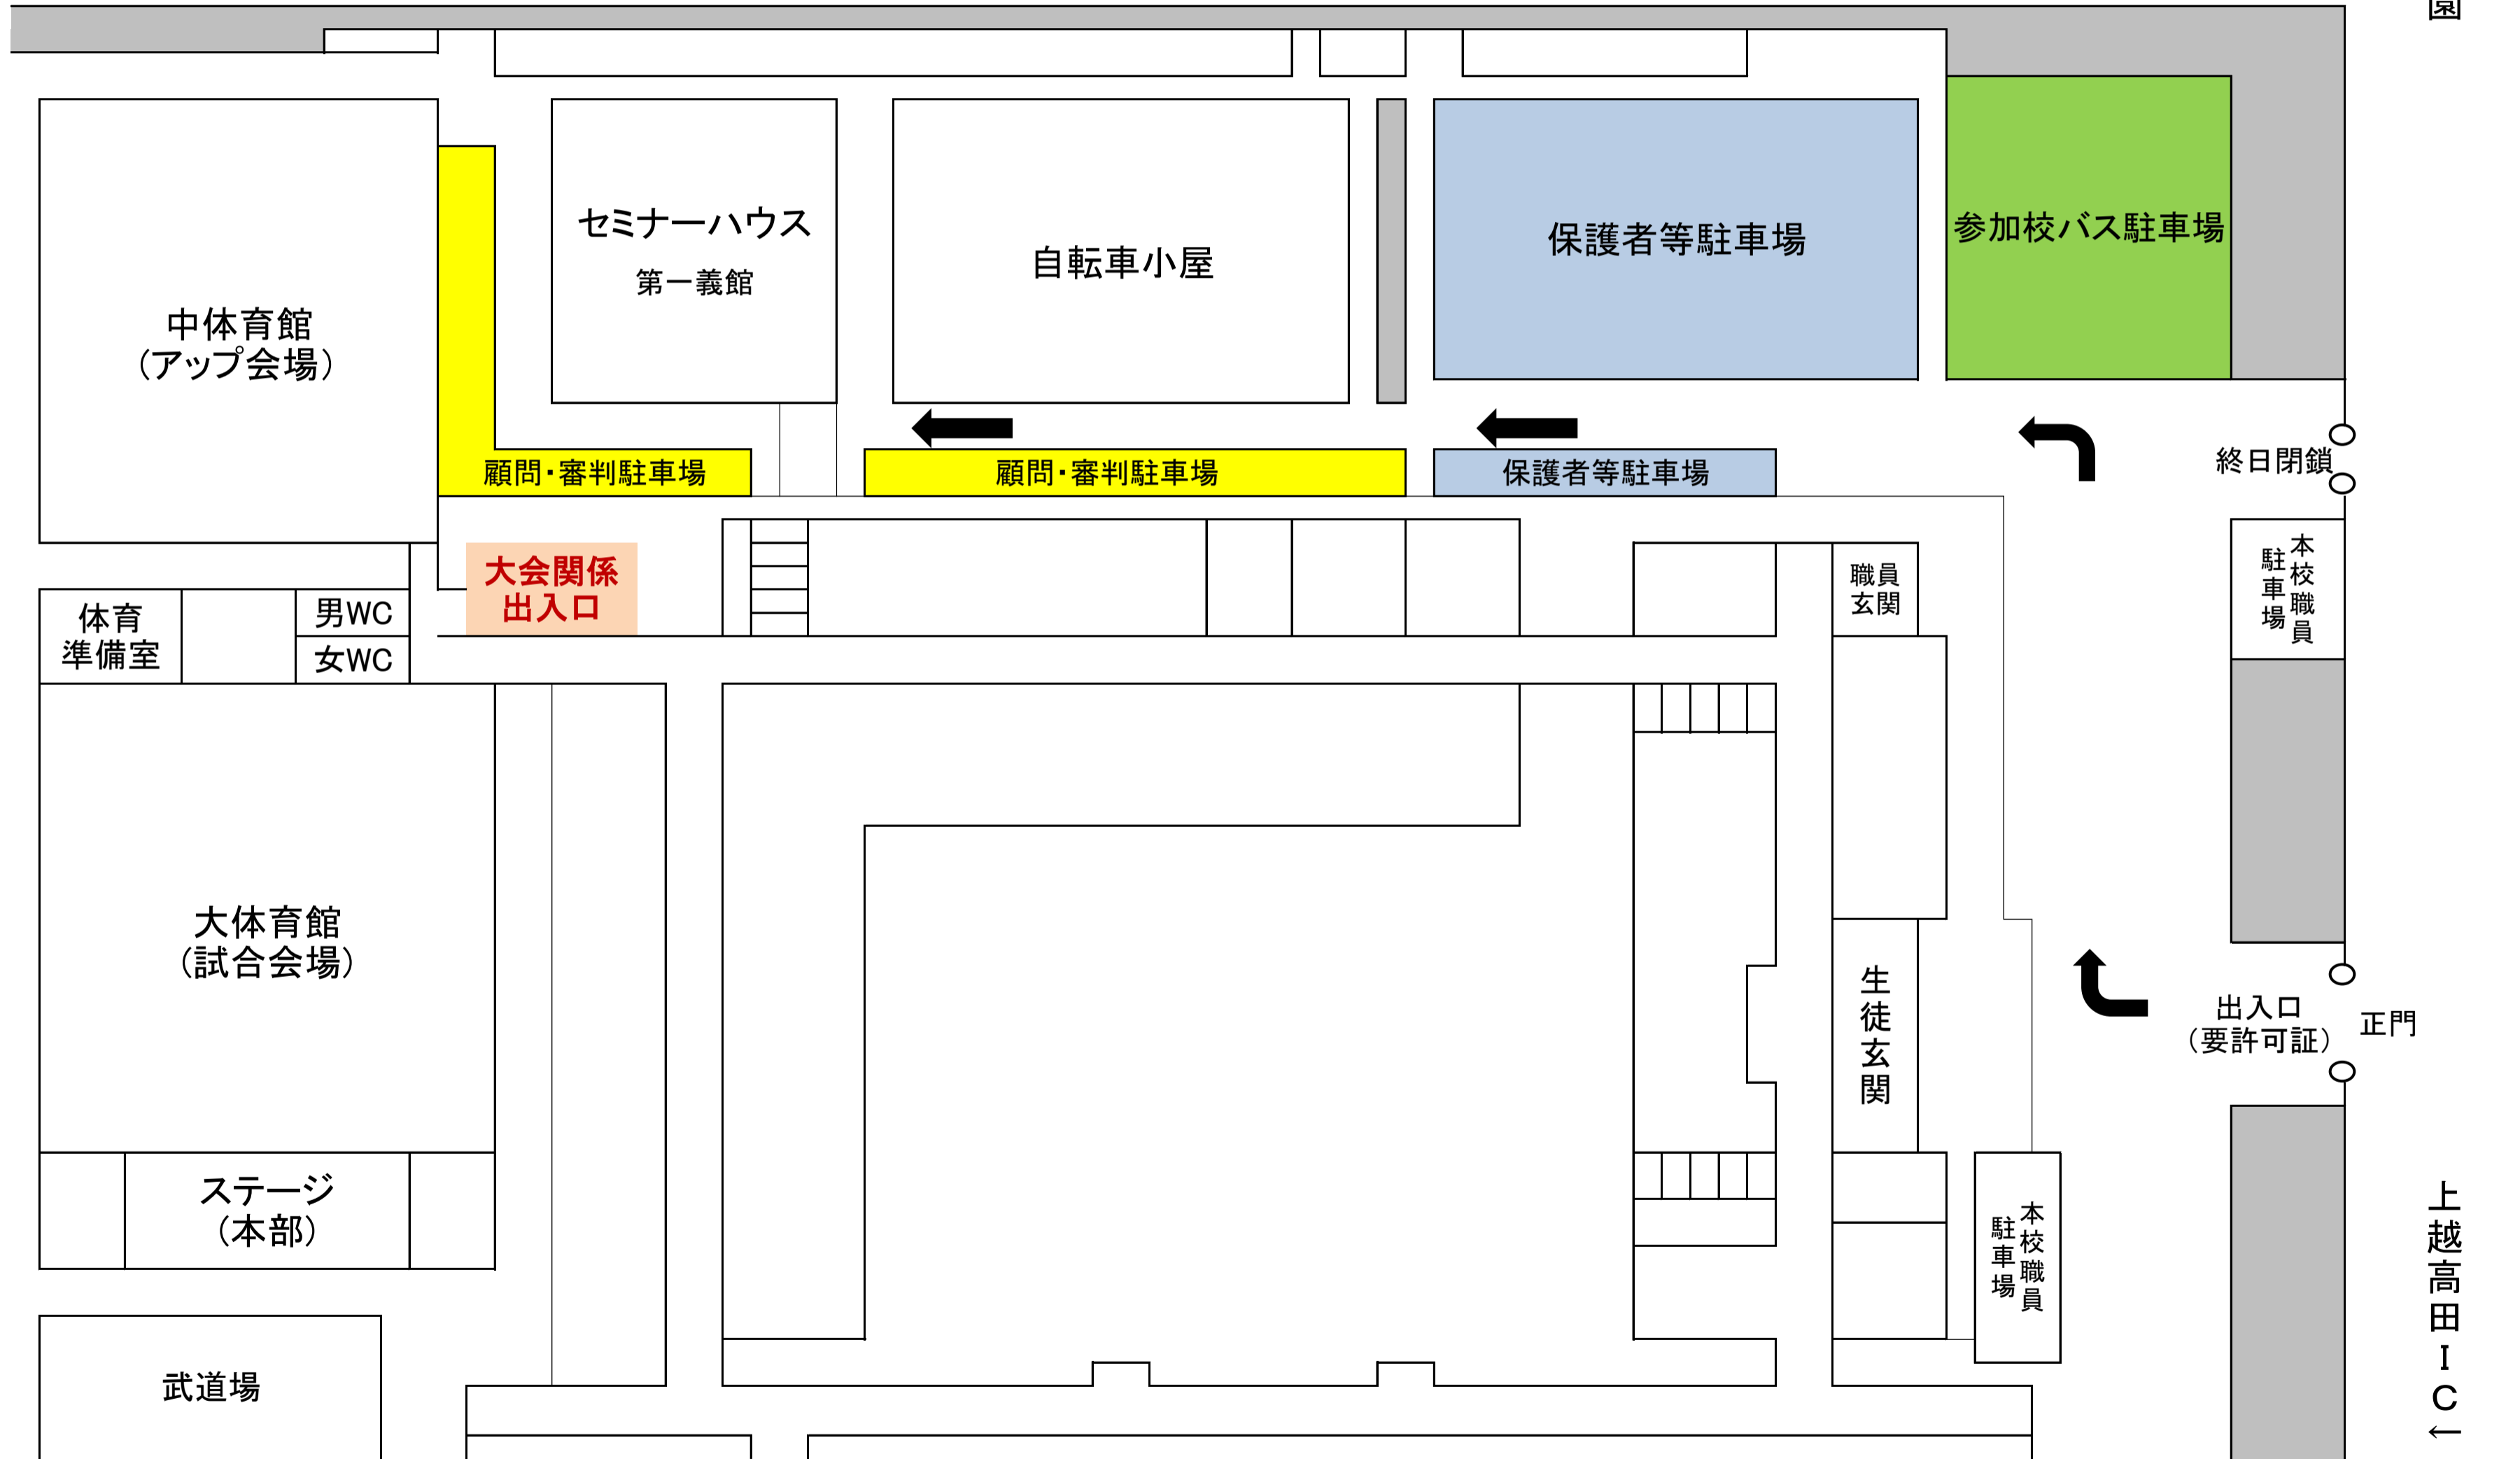 園
セミナーハウス
第一義館
自転車小屋
保護者等駐車場
参加校バス駐車場
中体育館
（アップ会場）
顧問・審判駐車場
顧問・審判駐車場
保護者等駐車場
終日閉鎖
大会関係
出入口
職員
玄関
本校職員
駐車場
体育
準備室
男WC
女WC
大体育館
（試合会場）
生徒玄関
出入口
（要許可証）
正門
ステージ
（本部）
本校職員
駐車場
上越高田ＩＣ←
武道場